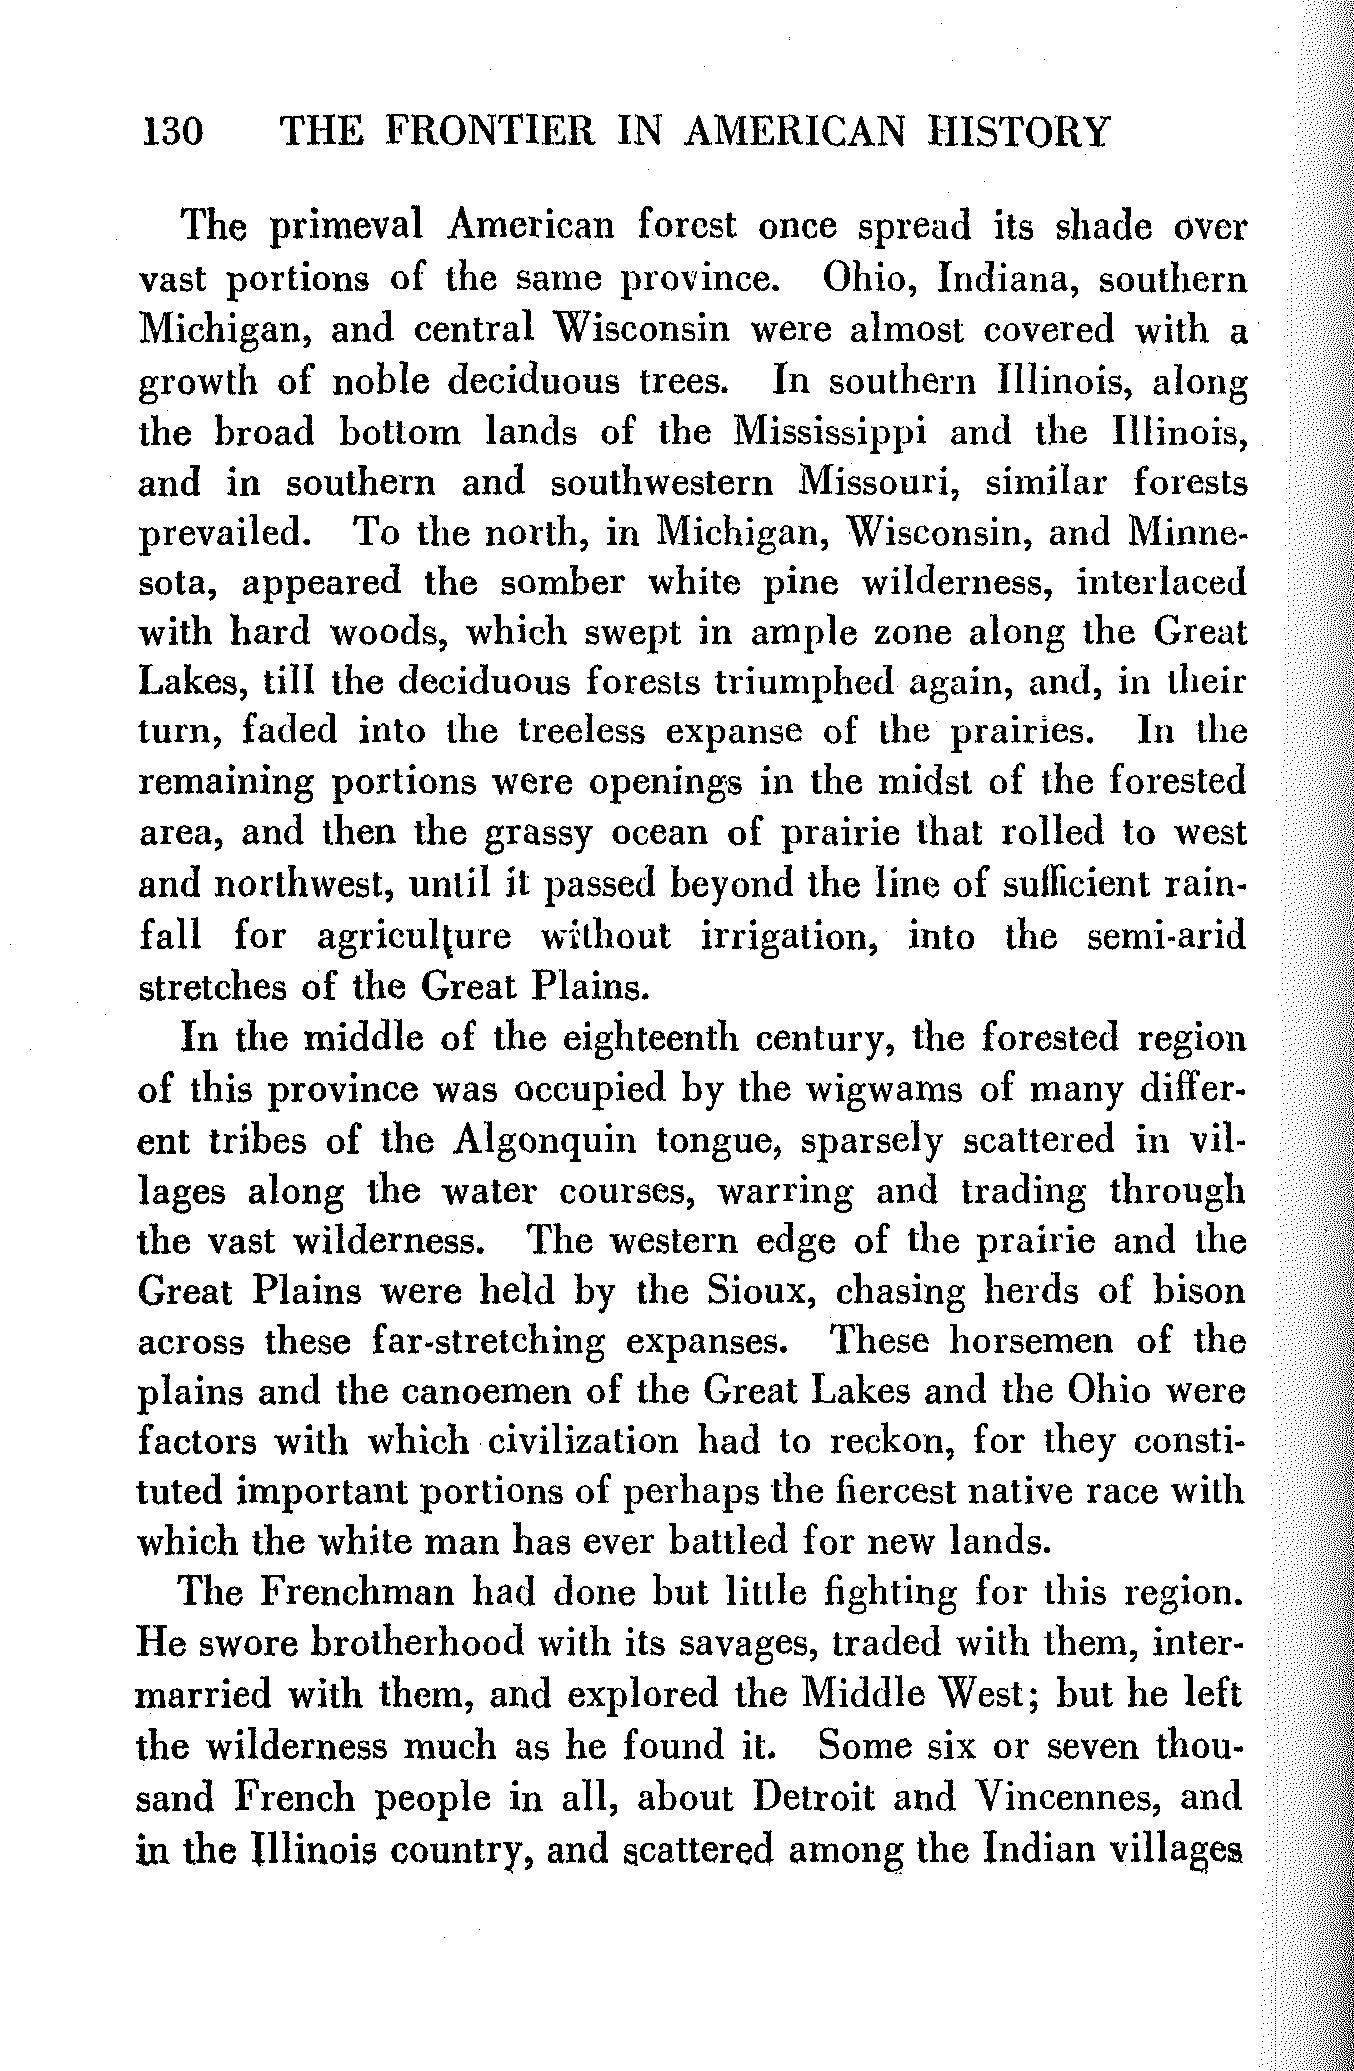 130 THE FRONTIER IN AMERICAN HISTORY
The primeval American forest once spread its shade over
vast portions of the same province. Ohio, Indiana, southern
Michigan, and central Wisconsin were almost covered with a
growth of noble deciduous trees. In southern Illinois, along
the broad bottom lands of the Mississippi and the Illinois,
and in southern and southwestern Missouri, similar forests
prevailed. To the north, in Michigan, Wisconsin, and Minne-
sota, appeared the somber white pine wilderness, interlaced
with hard woods, which swept in ample zone along the Great
Lakes, till the deciduous forests triumphed again, and, in their
turn, faded into the treeless expanse of the prairies. In the
remaining portions were openings in the midst of the forested
area, and then the grassy ocean of prairie that rolled to west
and northwest, until it passed beyond the line of sufficient rain-
fall for agriculture without irrigation, into the semi-arid
stretches of the Great Plains.
In the middle of the eighteenth century, the forested region
of this province was occupied by the wigwams of many differ-
ent tribes of the Algonquin tongue, sparsely scattered in vil-
lages along the water courses, warring and trading through
the vast wilderness. The western edge of the prairie and the
Great Plains were held by the Sioux, chasing herds of bison
across these far-stretching expanses. These horsemen of the
plains and the canoemen of the Great Lakes and the Ohio were
factors with which civilization had to reckon, for they consti-
tuted important portions of perhaps the fiercest native race with
which the white man has ever battled for new lands.
The Frenchman had done but little fighting for this region.
He swore brotherhood with its savages, traded with them, inter-
married with them, and explored the Middle West; but he left
the wilderness much as he found it. Some six or seven thou-
sand French people in all, about Detroit and Vincennes, and
in the Illinois country, and scattered among the Indian villages